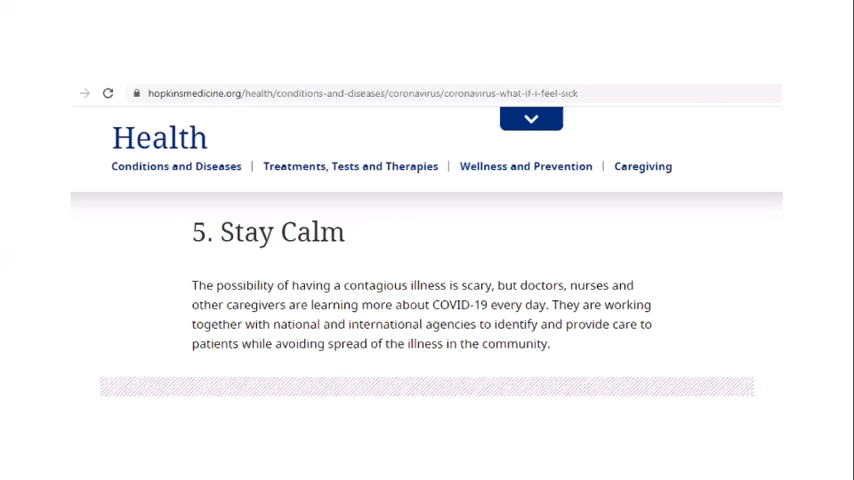 hopkinsmedicine.org/health/conditions-and-diseases/coronavirus/coronavirus-what-if-i-feel-sick
Health
Conditions and Diseases | Treatments, Tests and Therapies | Wellness and Prevention | Caregiving
5. Stay Calm
The possibility of having a contagious illness is scary, but doctors, nurses and
other caregivers are learning more about COVID-19 every day. They are working
together with national and international agencies to identify and provide care to
patients while avoiding spread of the illness in the community.